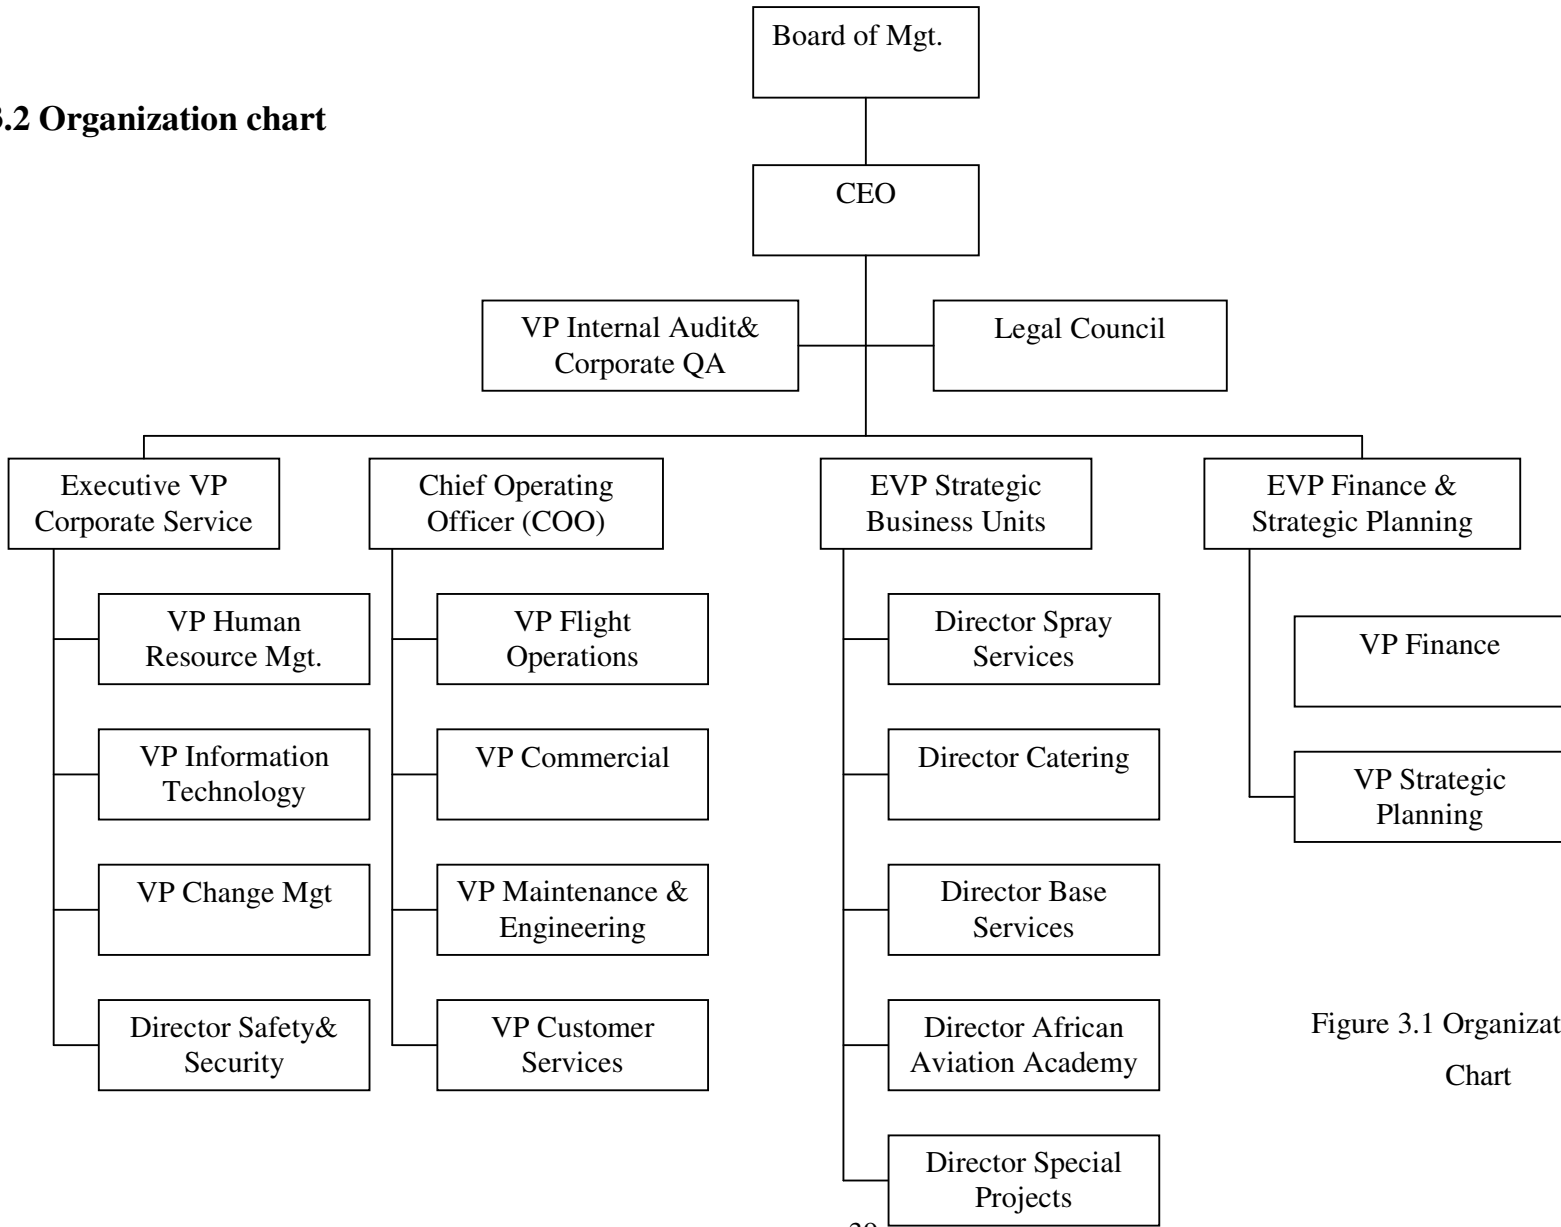 Board of Mgt.
3.2 Organization chart
CEO
VP Internal Audit&
Corporate QA
Legal Council
Executive VP
Corporate Service
Chief Operating
Officer (COO)
EVP Strategic
Business Units
EVP Finance &
Strategic Planning
VP Human
Resource Mgt.
VP Information
Technology
VP Change Mgt
Director Safety&
Security
VP Flight
Operations
VP Commercial
VP Maintenance &
Engineering
VP Customer
Services
Director Spray
Services
Director Catering
Director Base
Services
Director African
Aviation Academy
Director Special
Projects
VP Finance
VP Strategic
Planning
Figure 3.1 Organizat
Chart